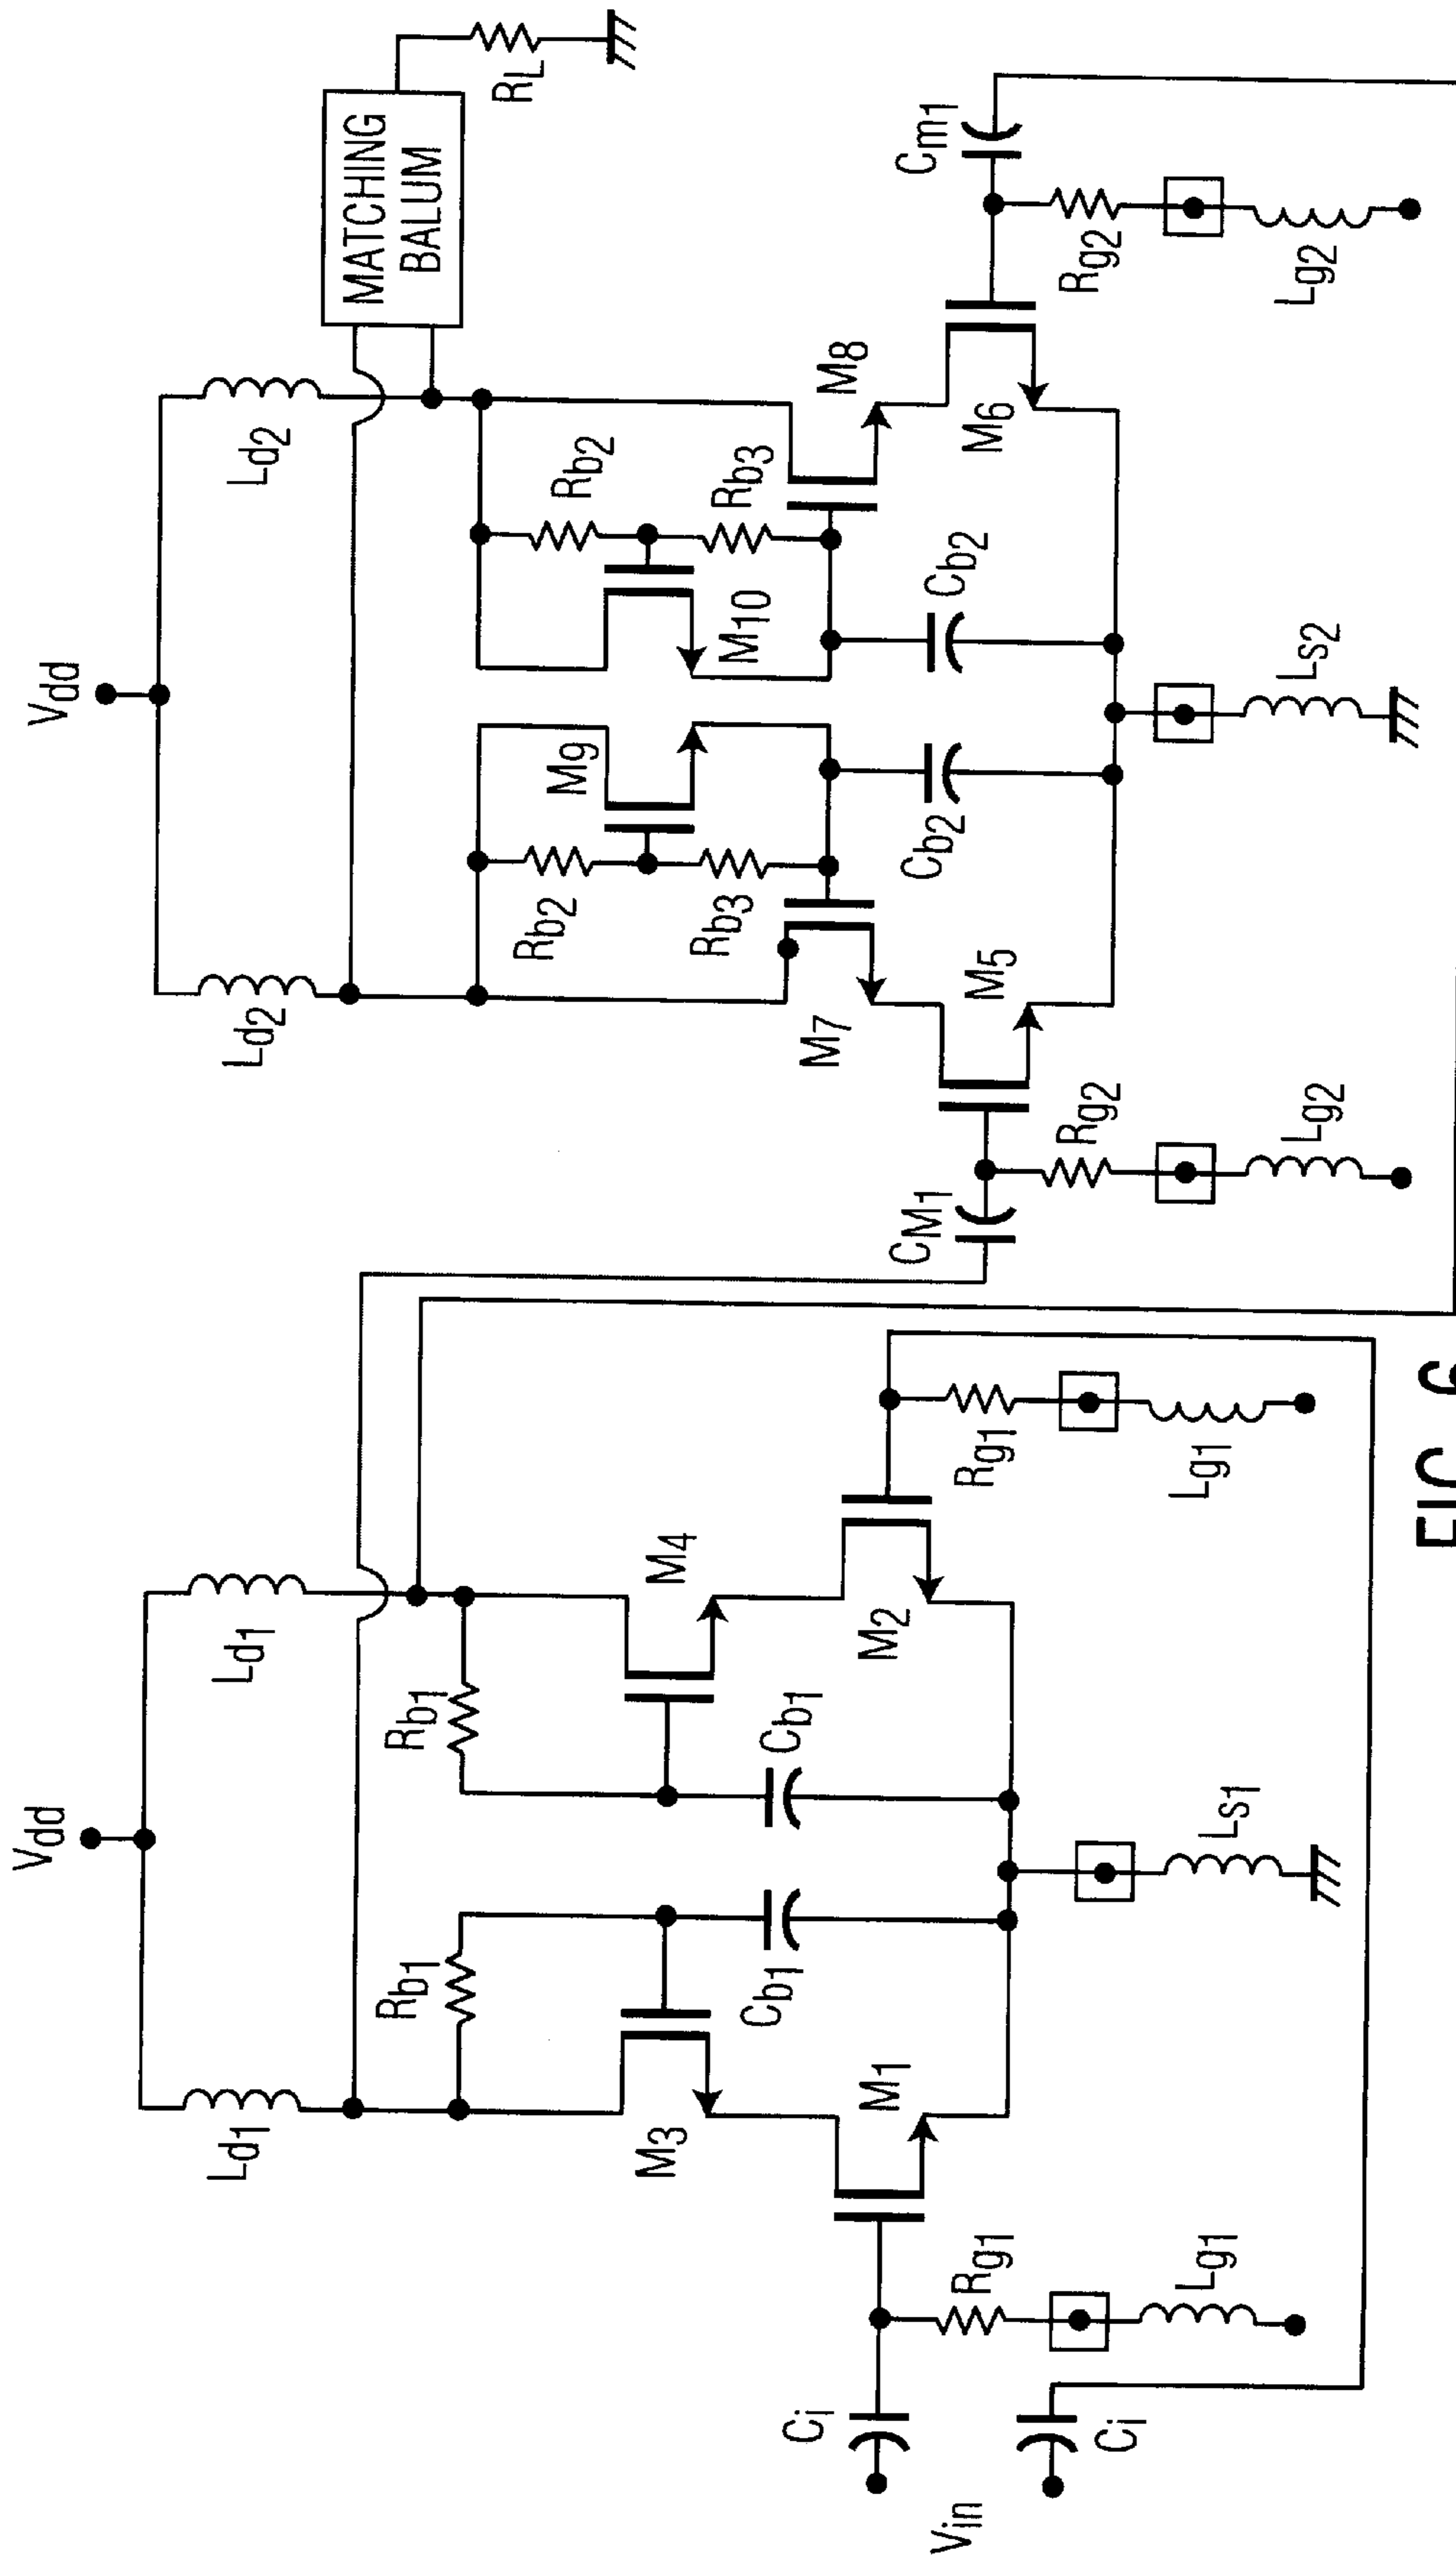 Vdd
Ld1
Ld1
Rb1
Rb1
M3
M4
Cb1
Cb1
M1
M2
Ci
Ci
Vin
Rg1
Lg1
Rg1
Lg1
Ls1
Vdd
Ld2
Ld2
MATCHING
BALUM
RL
Rb2
Rb2
M9
M10
Rb3
Rb3
M7
M8
Cb2
Cb2
M5
M6
CM1
Cm1
Rg2
Lg2
Rg2
Lg2
Ls2
FIG. 6